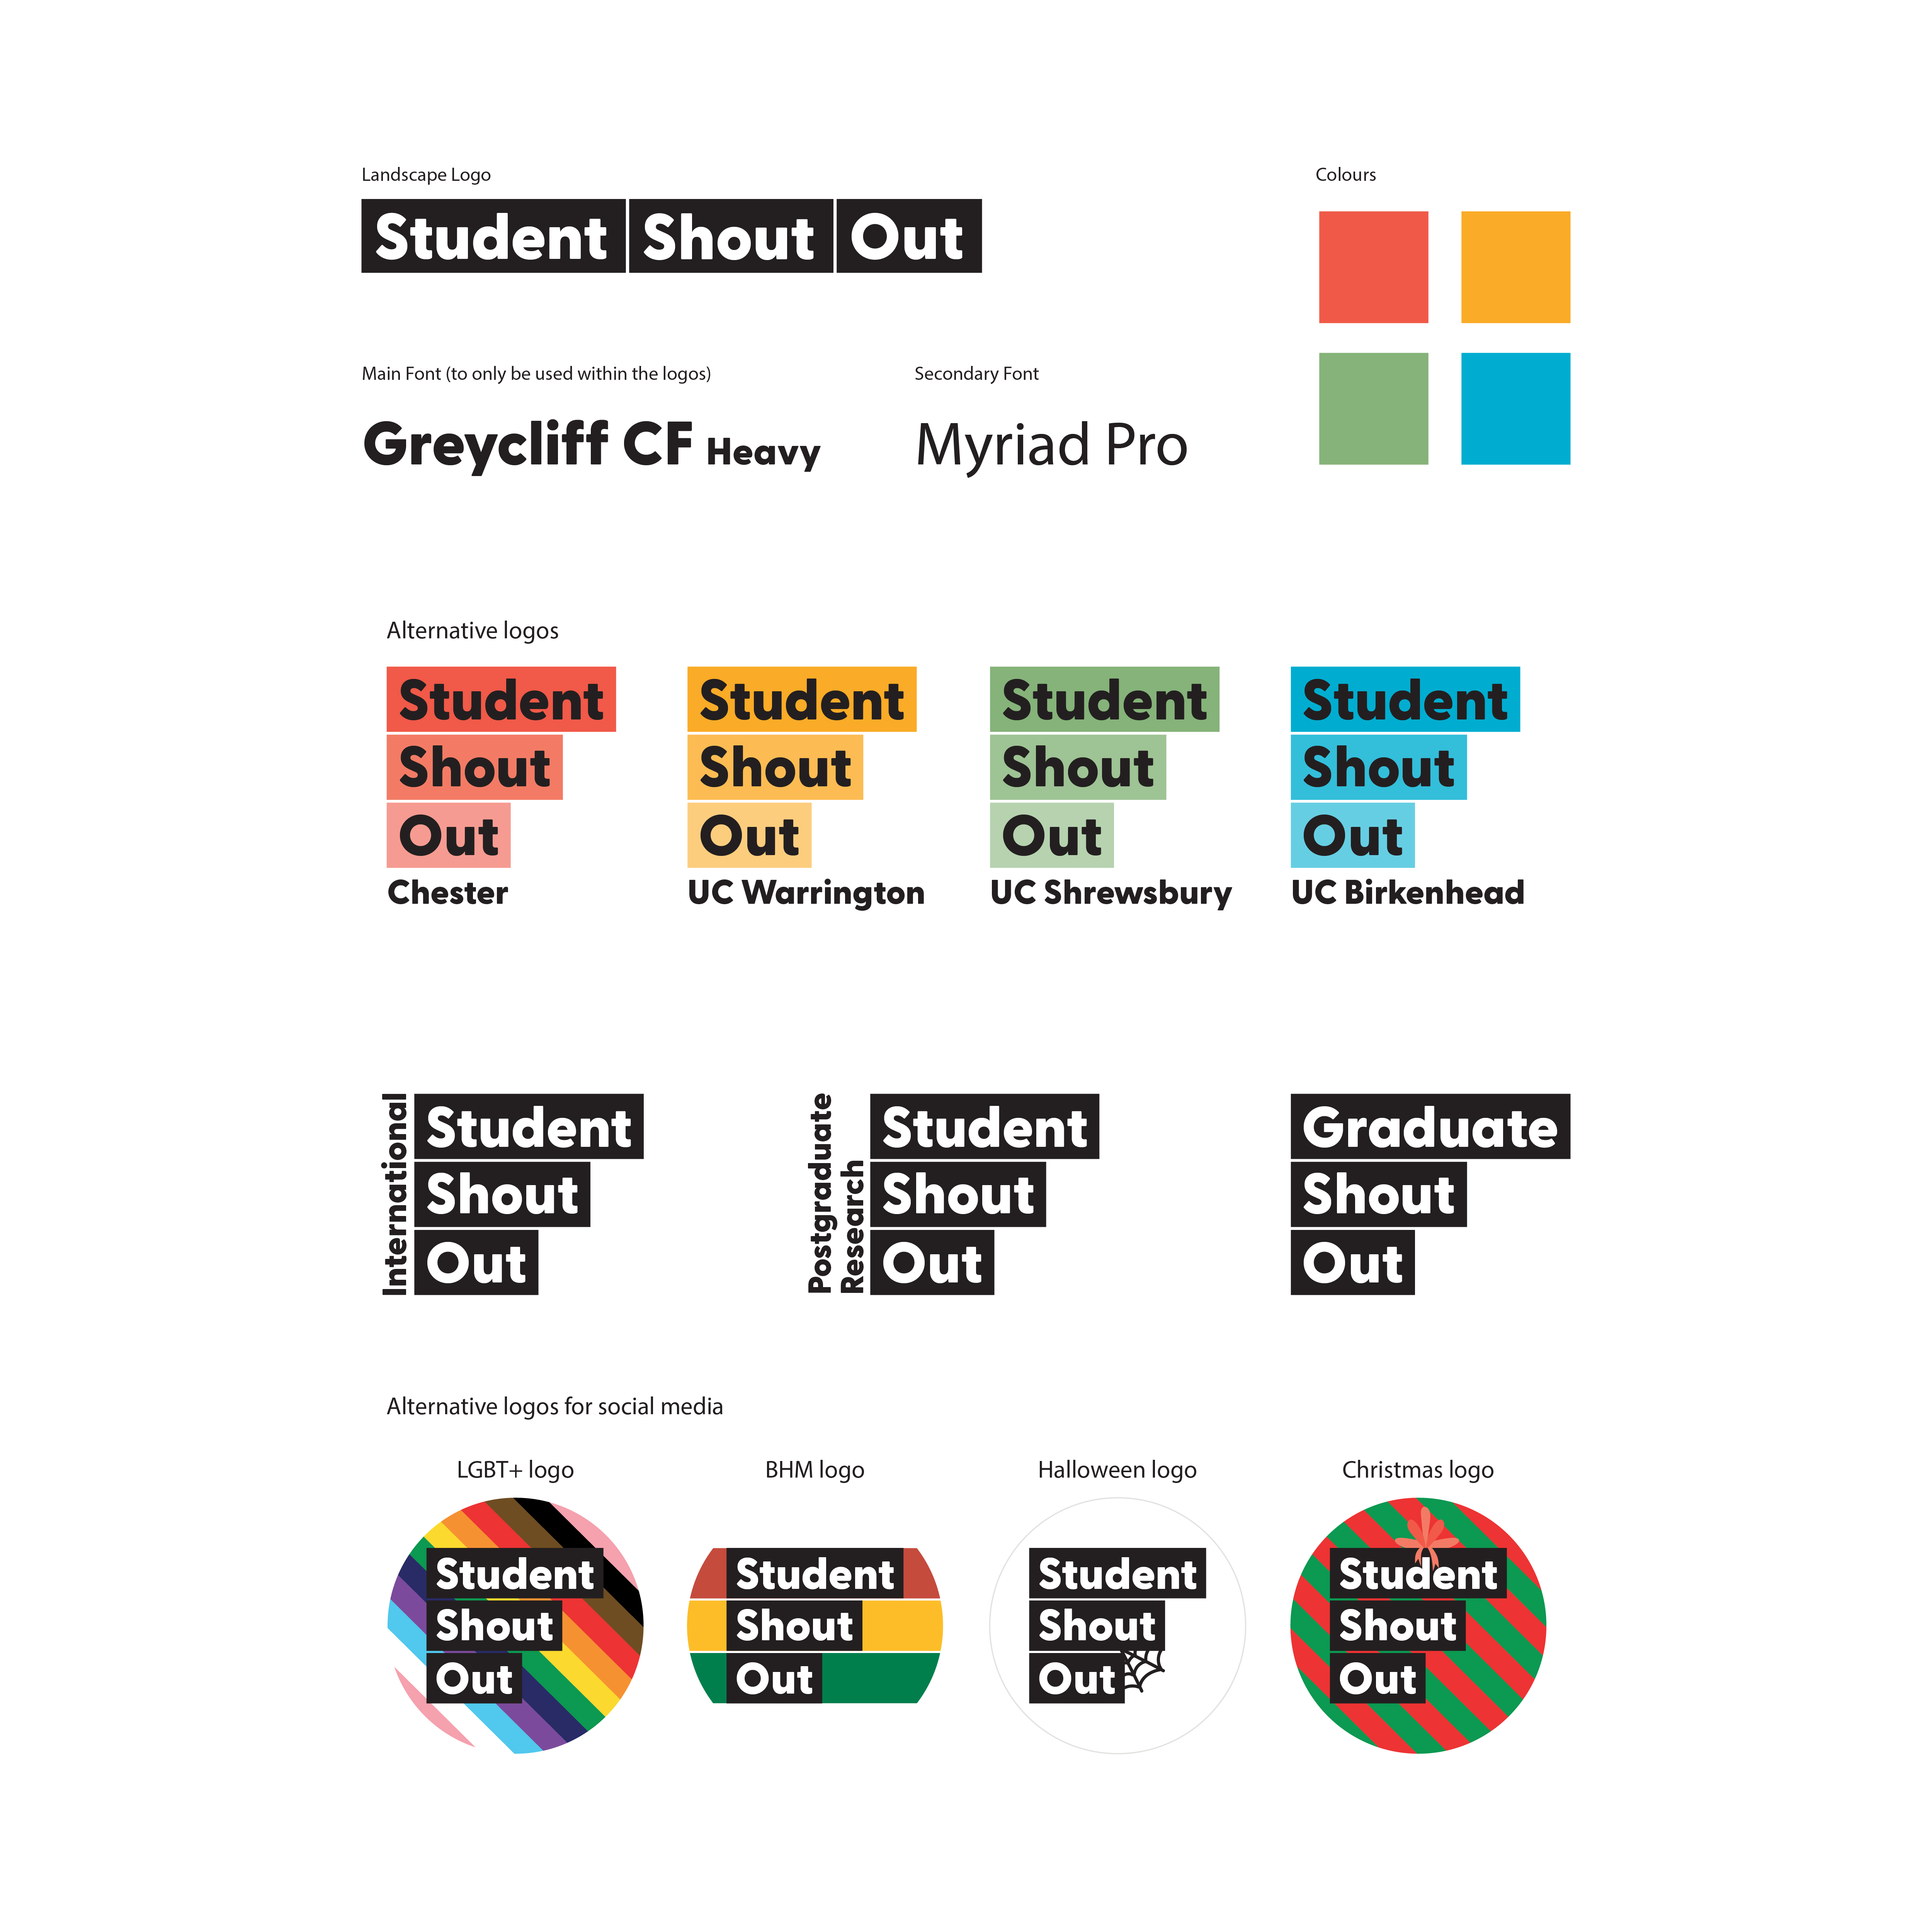 Landscape Logo
Student Shout Out
Colours
Main Font (to only be used within the logos)
Greycliff CF Heavy
Secondary Font
Myriad Pro
Alternative logos
Student
Shout
Out
Chester
Student
Shout
Out
UC Warrington
Student
Shout
Out
UC Shrewsbury
Student
Shout
Out
UC Birkenhead
International
Student
Shout
Out
Postgraduate
Research
Student
Shout
Out
Graduate
Shout
Out
Alternative logos for social media
LGBT+ logo
Student
Shout
Out
BHM logo
Student
Shout
Out
Halloween logo
Student
Shout
Out
Christmas logo
Student
Shout
Out